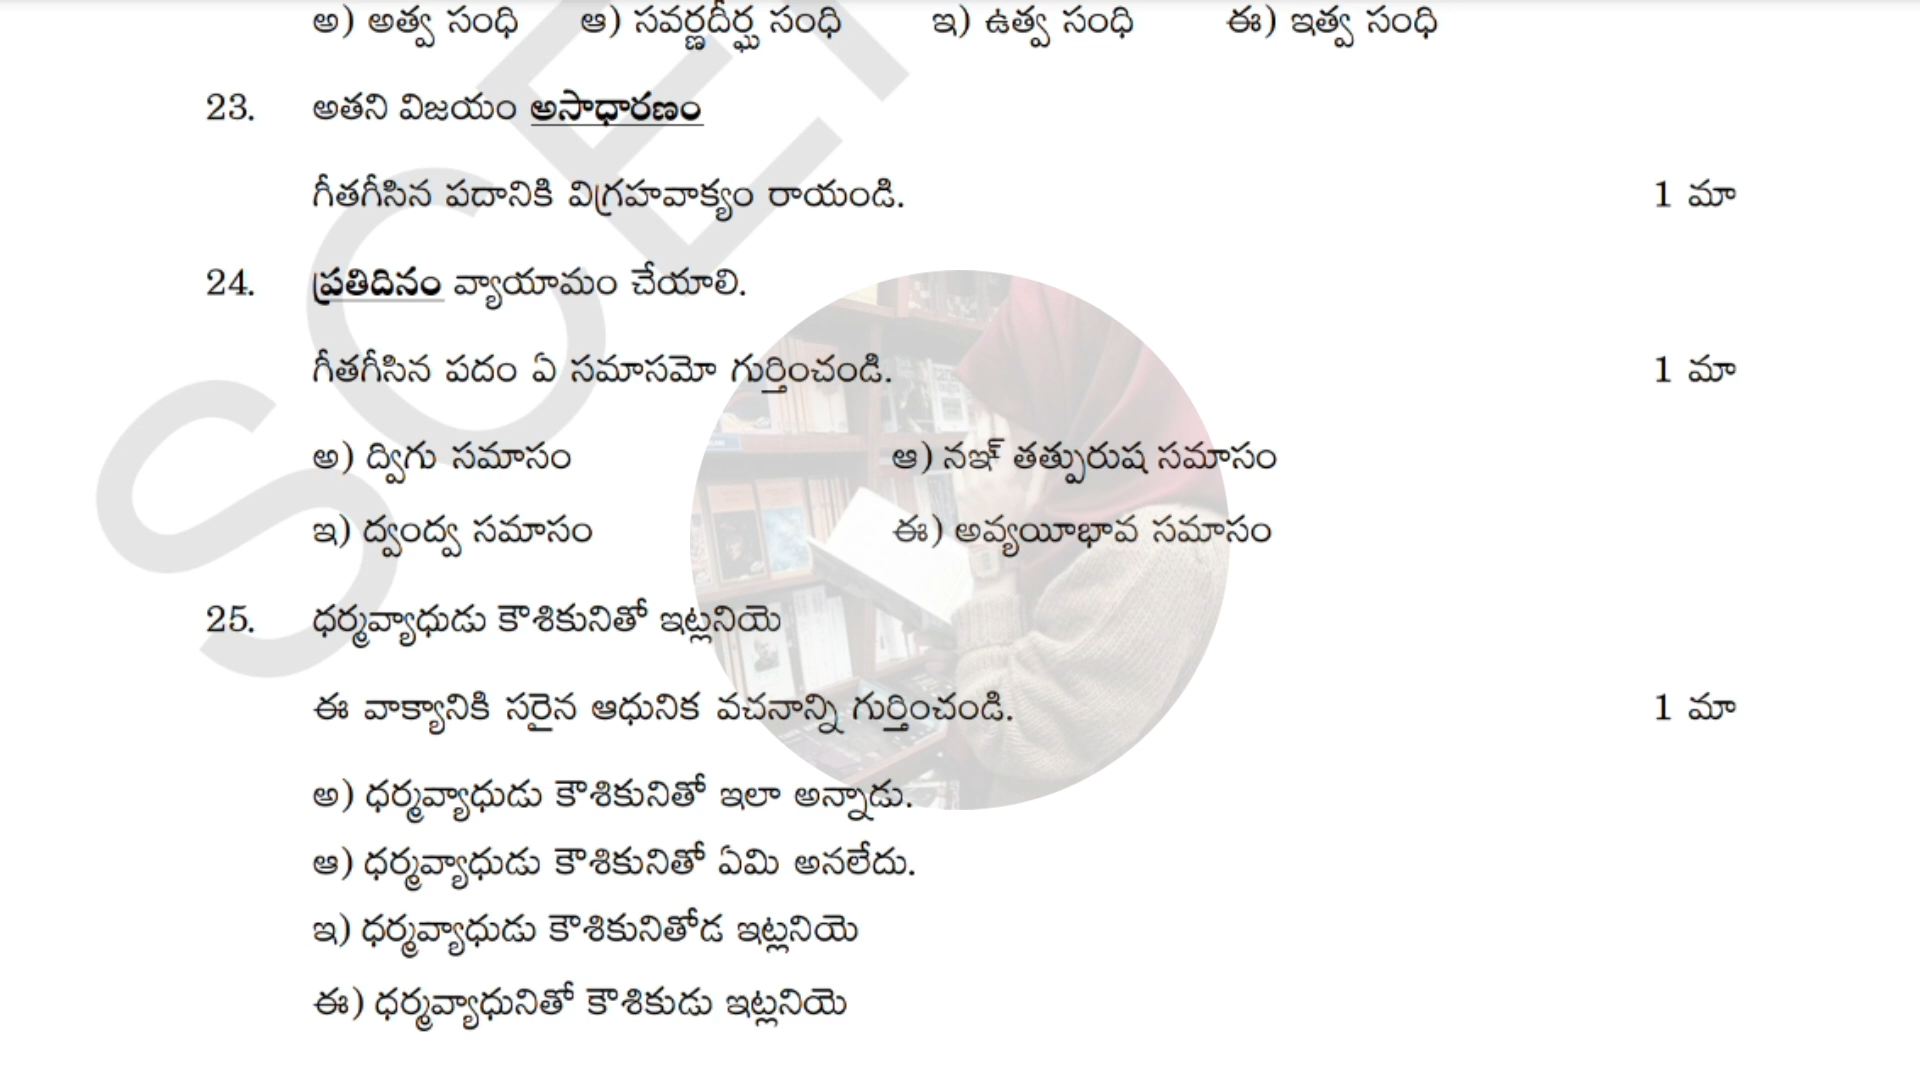 అ) అత్వ సంధి ఆ) సవర్ణదీర్ఘ సంధి ఇ) ఉత్వ సంధి ఈ) ఇత్వ సంధి
23. అతని విజయం అసాధారణం
గీతగీసిన పదానికి విగ్రహవాక్యం రాయండి. 1 మా
24. ప్రతిదినం వ్యాయామం చేయాలి.
గీతగీసిన పదం ఏ సమాసమో గుర్తించండి. 1 మా
అ) ద్విగు సమాసం ఆ) నఞ్ తత్పురుష సమాసం
ఇ) ద్వంద్వ సమాసం ఈ) అవ్యయీభావ సమాసం
25. ధర్మవ్యాధుడు కౌశికునితో ఇట్లనియె
ఈ వాక్యానికి సరైన ఆధునిక వచనాన్ని గుర్తించండి. 1 మా
అ) ధర్మవ్యాధుడు కౌశికునితో ఇలా అన్నాడు.
ఆ) ధర్మవ్యాధుడు కౌశికునితో ఏమి అనలేదు.
ఇ) ధర్మవ్యాధుడు కౌశికునితోడ ఇట్లనియె
ఈ) ధర్మవ్యాధునితో కౌశికుడు ఇట్లనియె